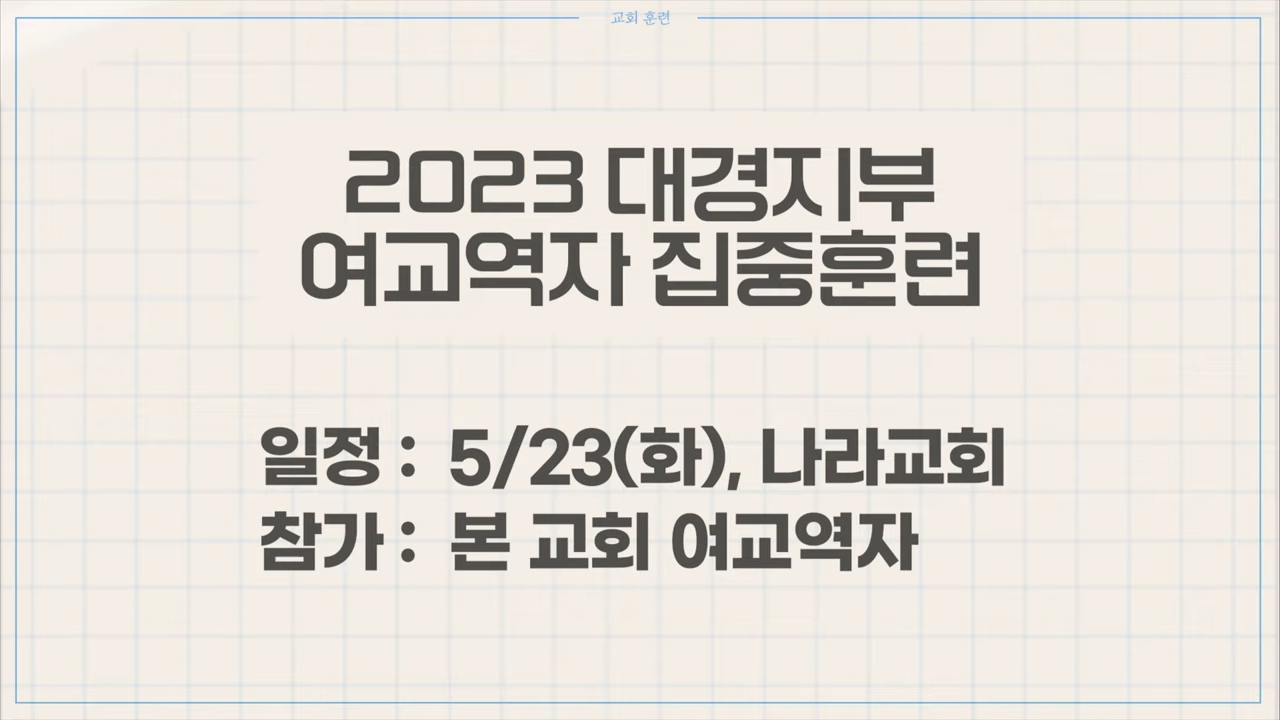 교회 훈련
2023 대경지부
여교역자 집중훈련
일정 : 5/23(화), 나라교회
참가 : 본 교회 여교역자